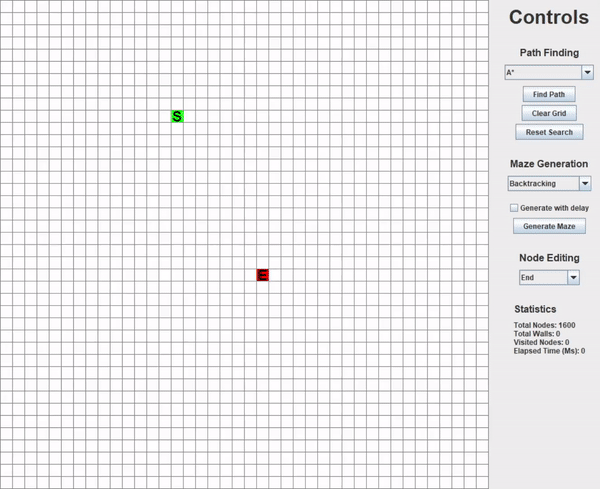 Controls
Path Finding
A*
S
Find Path
Clear Grid
Reset Search
Maze Generation
Backtracking
Generate with delay
Generate Maze
Node Editing
E
End
Statistics
Total Nodes: 1600
Total Walls: 0
Visited Nodes: 0
Elapsed Time (Ms): 0